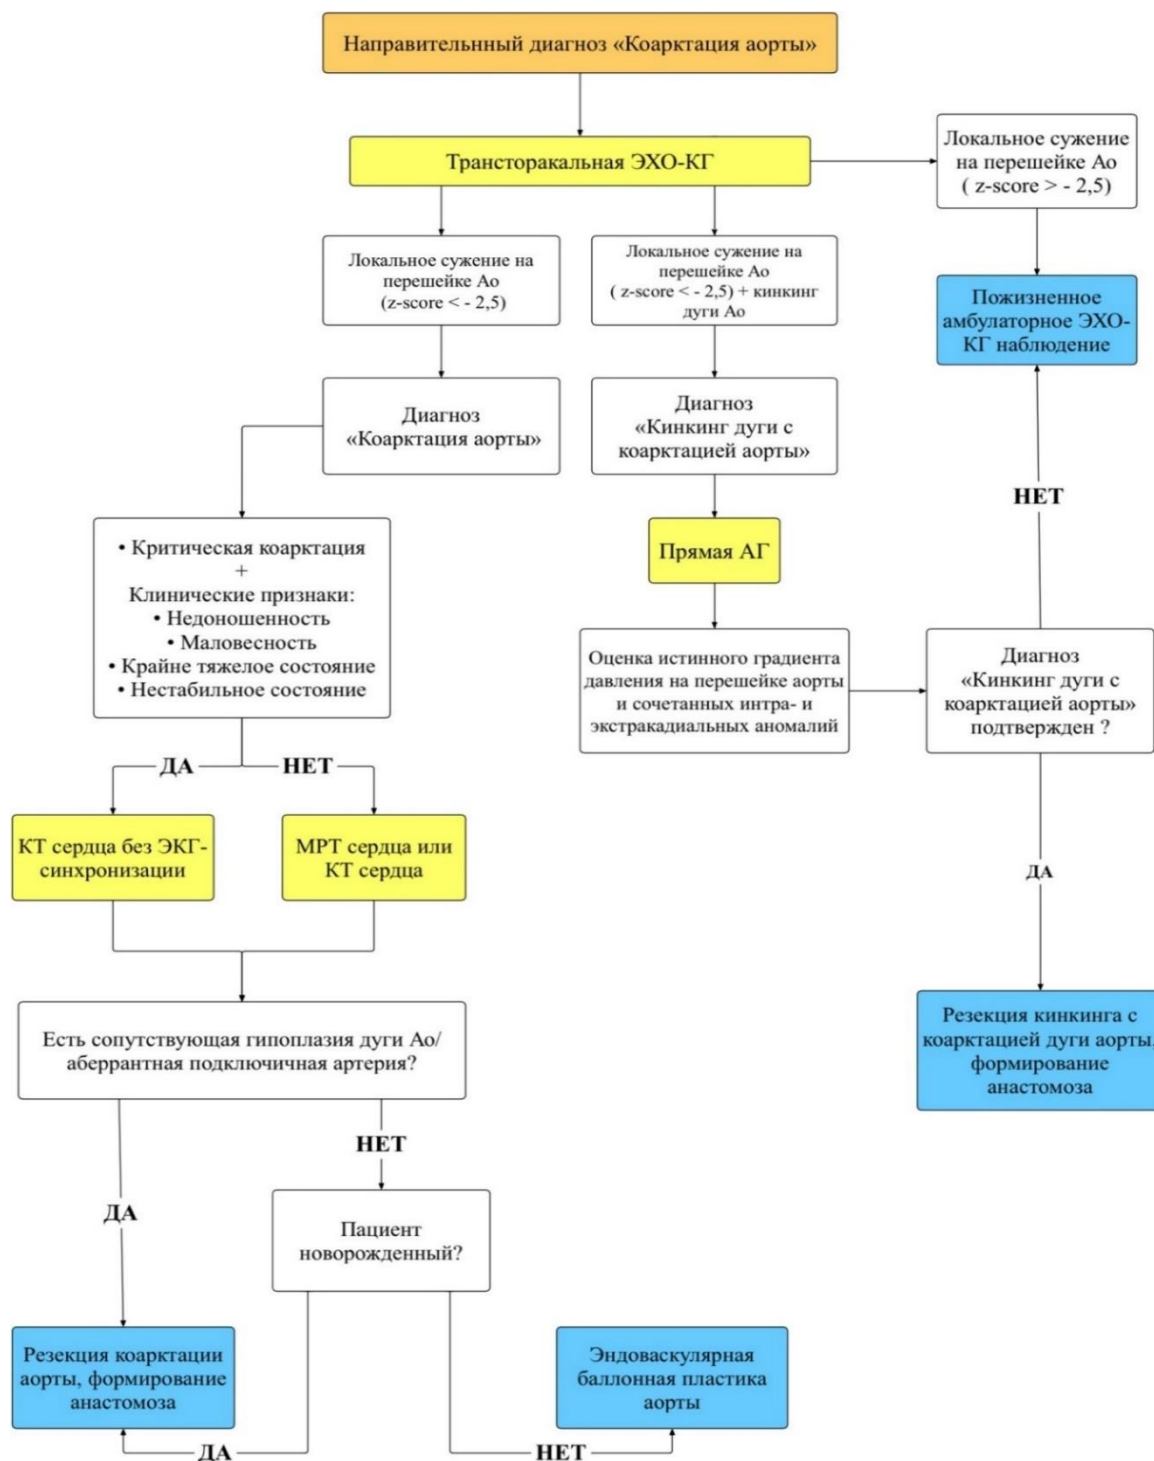 Направительнный диагноз «Коарктация аорты»
Трансторакальная ЭХО-КГ
Локальное сужение
на перешейке Ао
( z-score > - 2,5)
Локальное сужение на
перешейке Ао
(z-score < - 2,5)
Локальное сужение на
перешейке Ао
( z-score < - 2,5) + кинкинг
дуги Ао
Пожизненное
амбулаторное ЭХО-
КГ наблюдение
Диагноз
«Коарктация аорты»
Диагноз
«Кинкинг дуги с
коарктацией аорты»
НЕТ
• Критическая коарктация
+
Клинические признаки:
• Недоношенность
• Маловесность
• Крайне тяжелое состояние
• Нестабильное состояние
Прямая АГ
Оценка истинного градиента
давления на перешейке аорты
и сочетанных интра- и
экстракадиальных аномалий
Диагноз
«Кинкинг дуги с
коарктацией аорты»
подтвержден ?
ДА
НЕТ
КТ сердца без ЭКГ-
синхронизации
МРТ сердца или
КТ сердца
ДА
Есть сопутствующая гипоплазия дуги Ао/
аберрантная подключичная артерия?
Резекция кинкинга с
коарктацией дуги аорты,
формирование
анастомоза
НЕТ
ДА
Пациент
новорожденный?
Резекция коарктации
аорты, формирование
анастомоза
Эндоваскулярная
баллонная пластика
аорты
ДА
НЕТ